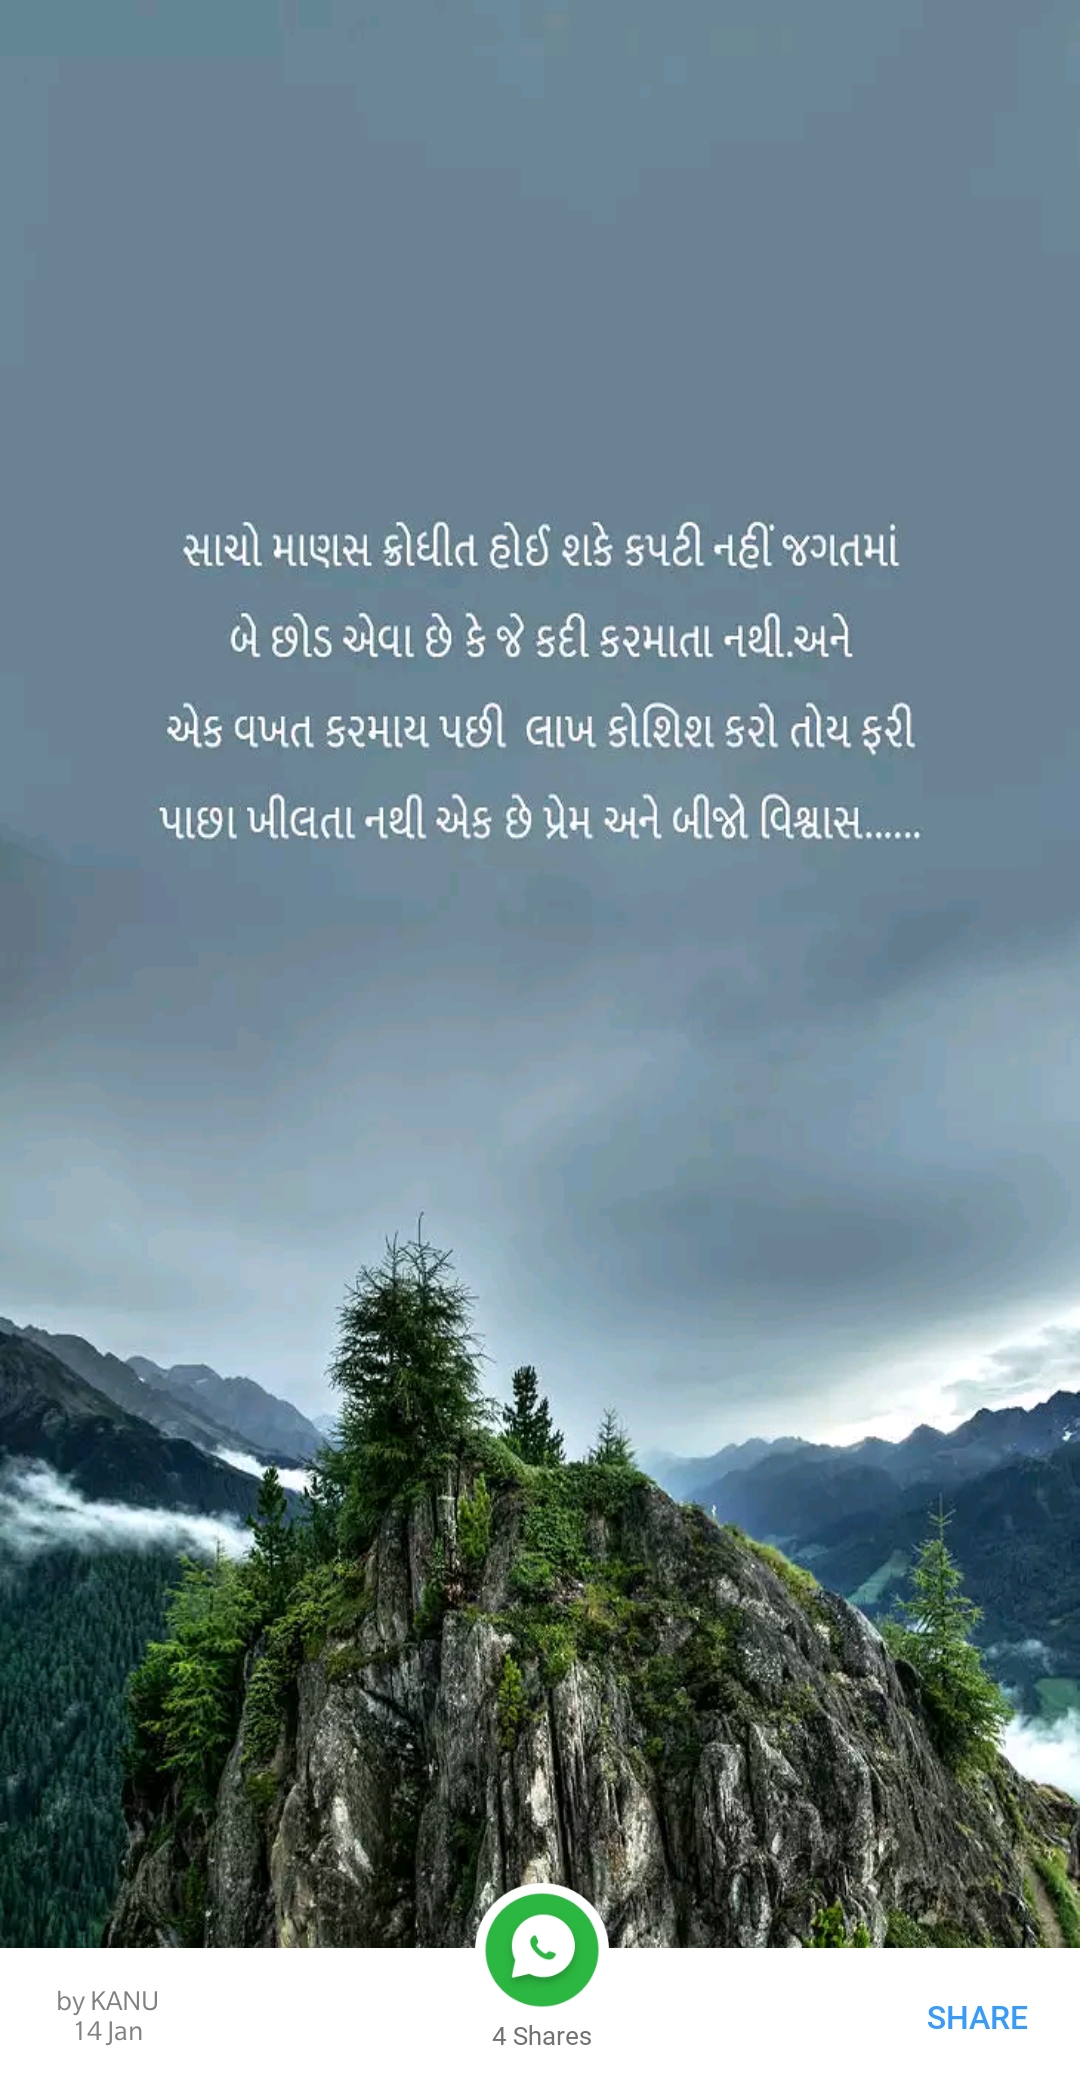 સાચો માણસ ક્રોધીત હોઈ શકે કપટી નહીં જગતમાં
બે છોડ એવા છે કે જે કદી કરમાતા નથી.અને
એક વખત કરમાય પછી લાખ કોશિશ કરો તોય ફરી
પાછા ખીલતા નથી એક છે પ્રેમ અને બીજો વિશ્વાસ......
by KANU
14 Jan
4 Shares
SHARE